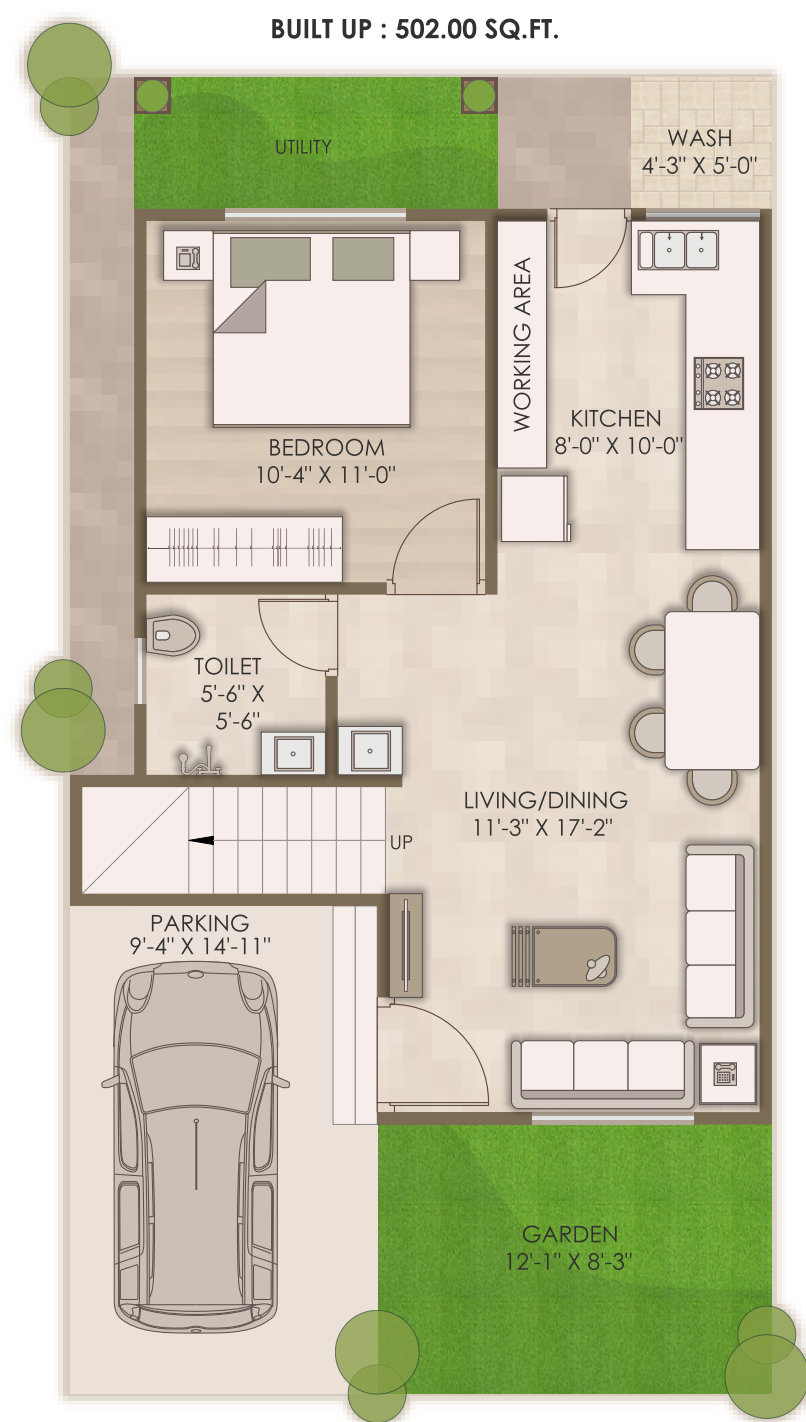 BUILT UP : 502.00 SQ.FT.
UTILITY
WASH
4'-3" X 5'-0"
WORKING AREA
KITCHEN
8'-0" X 10'-0"
BEDROOM
10'-4" X 11'-0"
TOILET
5'-6" X
5'-6"
LIVING/DINING
11'-3" X 17'-2"
UP
PARKING
9'-4" X 14'-11"
GARDEN
12'-1" X 8'-3"